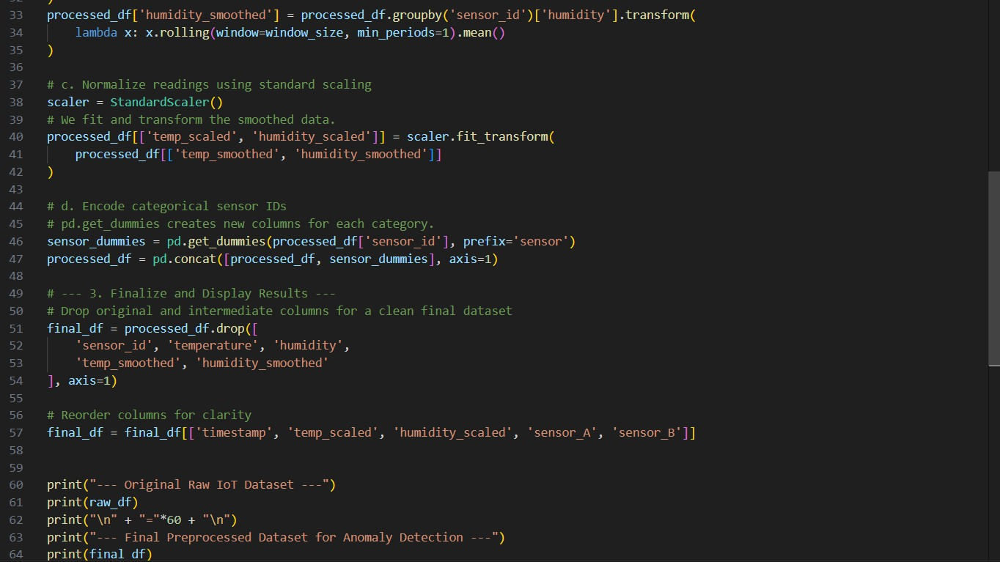 33 processed_df['humidity_smoothed'] = processed_df.groupby('sensor_id')['humidity'].transform(
34     lambda x: x.rolling(window=window_size, min_periods=1).mean()
35 )
36
37 # c. Normalize readings using standard scaling
38 scaler = StandardScaler()
39 # We fit and transform the smoothed data.
40 processed_df[['temp_scaled', 'humidity_scaled']] = scaler.fit_transform(
41     processed_df[['temp_smoothed', 'humidity_smoothed']]
42 )
43
44 # d. Encode categorical sensor IDs
45 # pd.get_dummies creates new columns for each category.
46 sensor_dummies = pd.get_dummies(processed_df['sensor_id'], prefix='sensor')
47 processed_df = pd.concat([processed_df, sensor_dummies], axis=1)
48
49 # --- 3. Finalize and Display Results ---
50 # Drop original and intermediate columns for a clean final dataset
51 final_df = processed_df.drop([
52     'sensor_id', 'temperature', 'humidity',
53     'temp_smoothed', 'humidity_smoothed'
54 ], axis=1)
55
56 # Reorder columns for clarity
57 final_df = final_df[['timestamp', 'temp_scaled', 'humidity_scaled', 'sensor_A', 'sensor_B']]
58
59
60 print("--- Original Raw IoT Dataset ---")
61 print(raw_df)
62 print("\n" + "="*60 + "\n")
63 print("--- Final Preprocessed Dataset for Anomaly Detection ---")
64 print(final_df)